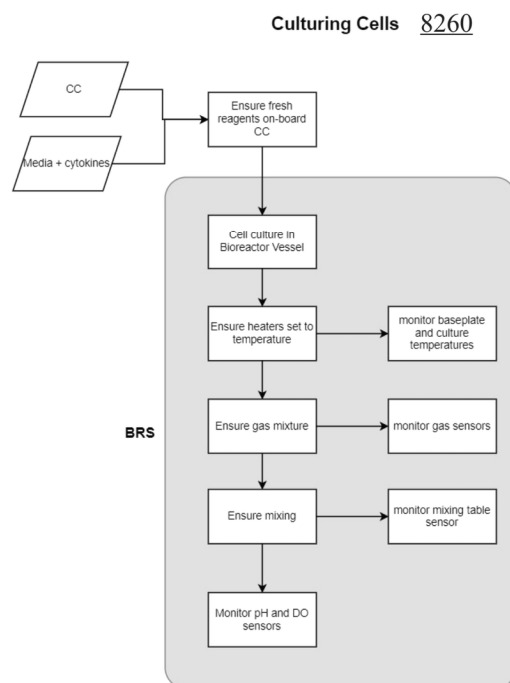 Culturing Cells 8260
CC
Media + cytokines
Ensure fresh
reagents on-board
CC
Cell culture in
Bioreactor Vessel
Ensure heaters set to
temperature
monitor baseplate
and culture
temperatures
BRS
Ensure gas mixture
monitor gas sensors
Ensure mixing
monitor mixing table
sensor
Monitor pH and DO
sensors